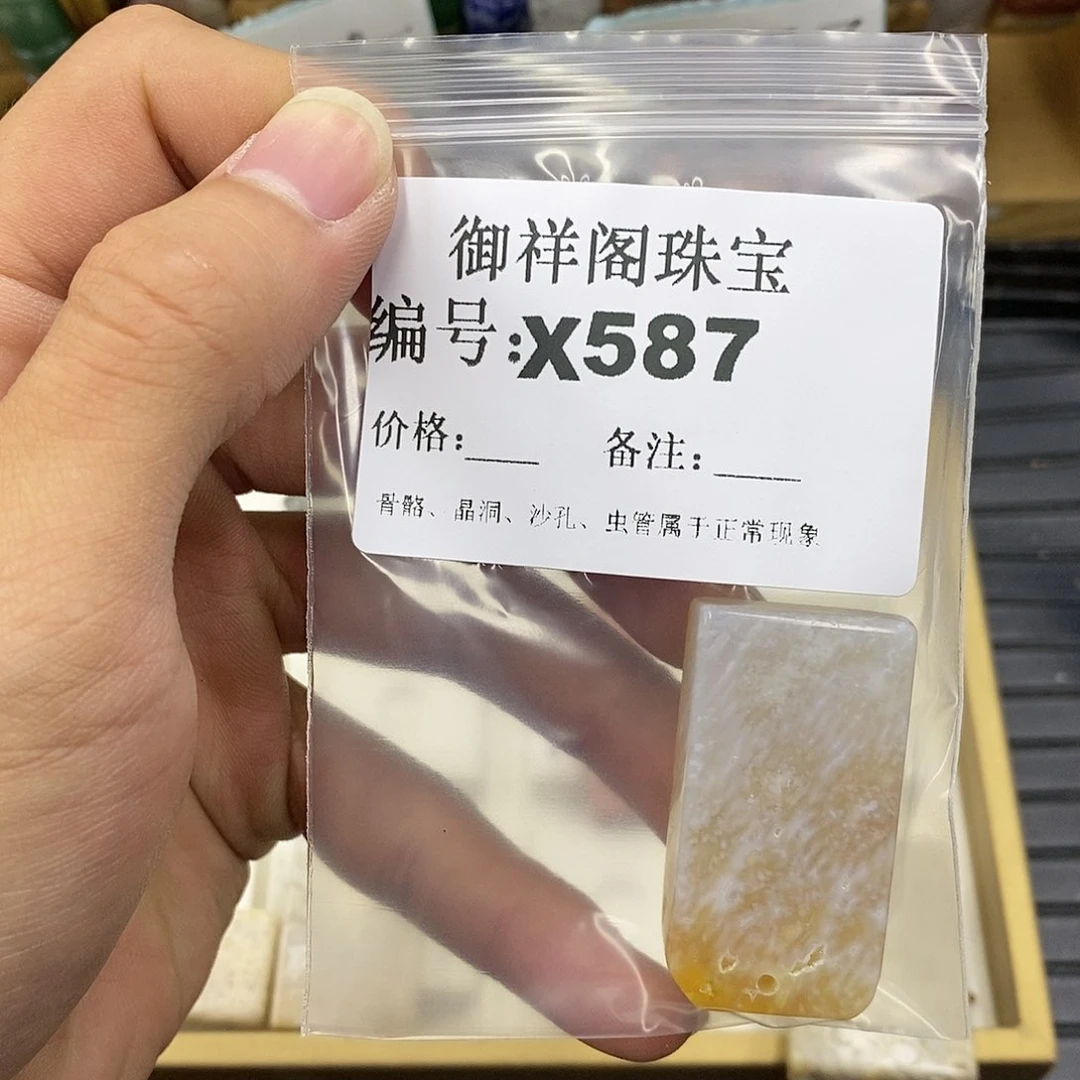 御祥阁珠宝
编号:X587
价格:____ 备注:____
骨骼、晶洞、沙孔、虫管属于正常现象